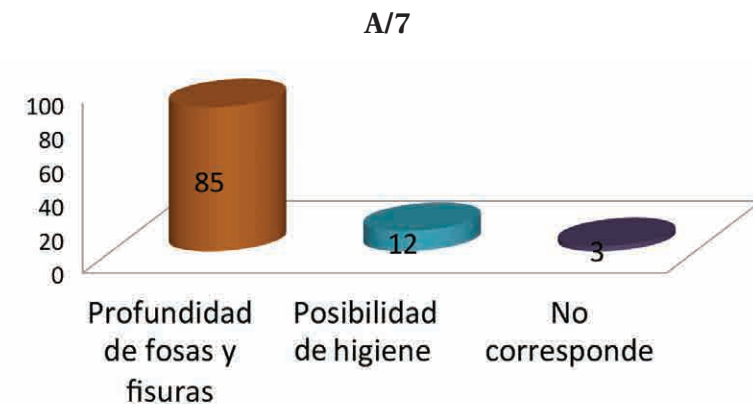 A/7
100
80
60
40
20
0
85
12
3
Profundidad
de fosas y
fisuras
Posibilidad
de higiene
No
corresponde